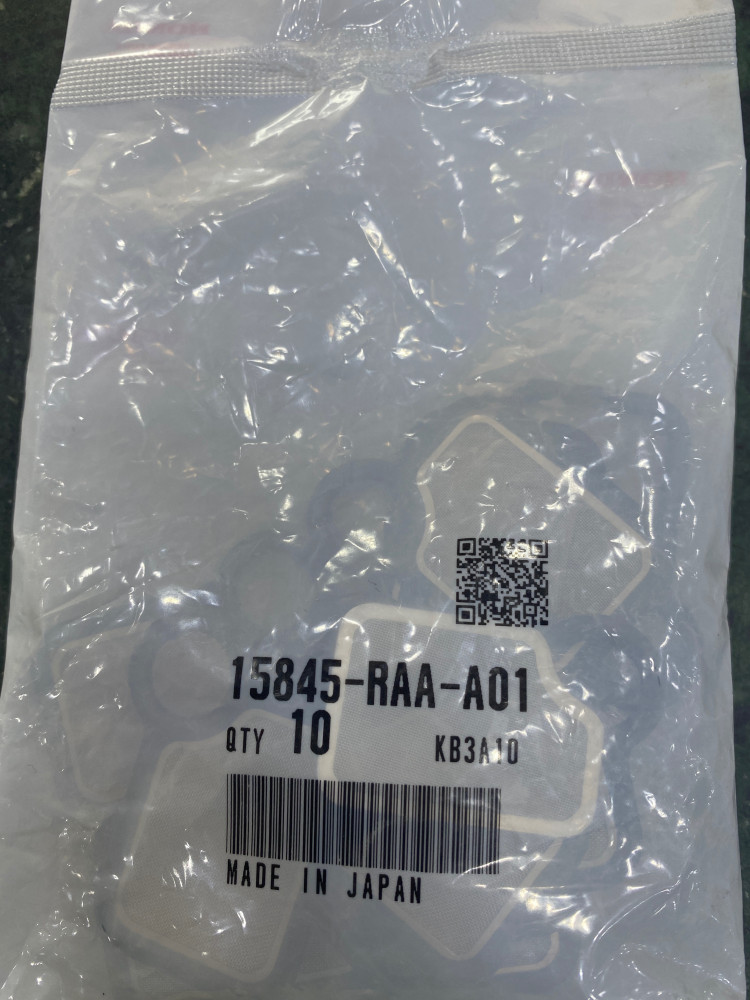 15845-RAA-A01
QTY 10 KB3A10
MADE IN JAPAN